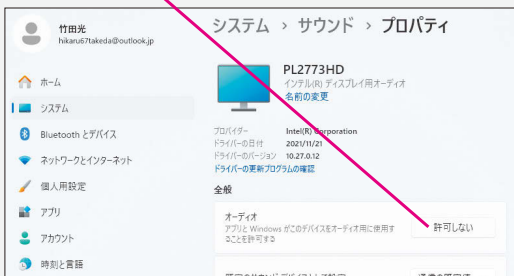 竹田光
hikaru67takeda@outlook.jp
ホーム
システム
Bluetooth とデバイス
ネットワークとインターネット
個人用設定
アプリ
アカウント
時刻と言語
システム > サウンド > プロパティ
PL2773HD
インテル(R) ディスプレイ用オーディオ
名前の変更
プロバイダー Intel(R) Corporation
ドライバーの日付 2021/11/21
ドライバーのバージョン 10.27.0.12
ドライバーの更新プログラムの確認
全般
オーディオ
アプリと Windows がこのデバイスをオーディオ用に使用す
ることを許可する
許可しない